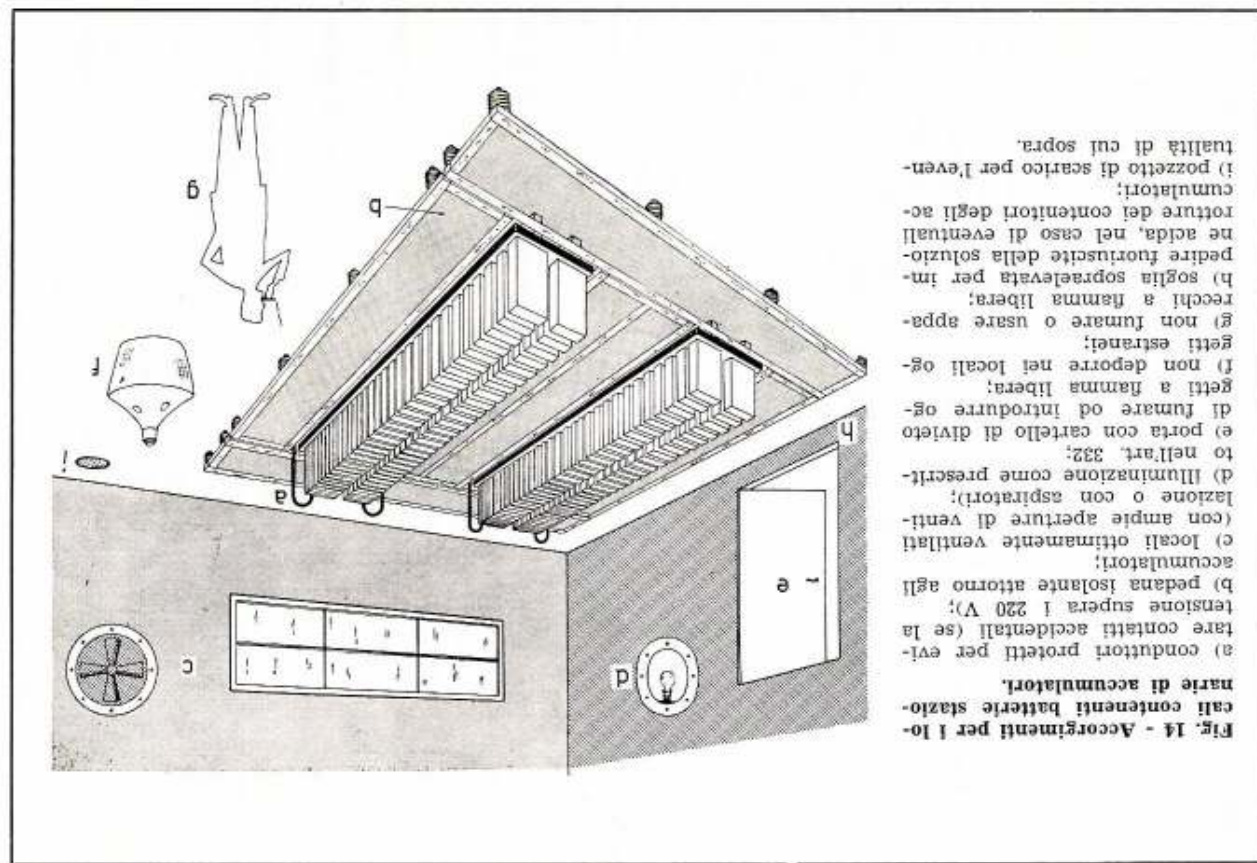 Fig. 14 - Accorgimenti per i lo-
cali contenenti batterie stazio-
narie di accumulatori.
a) conduttori protetti per evi-
tare contatti accidentali (se la
tensione supera i 220 V);
b) pedana isolante attorno agli
accumulatori;
c) locali ottimamente ventilati
(con ampie aperture di venti-
lazione o con aspiratori);
d) illuminazione come prescrit-
to nell'art. 332;
e) porta con cartello di divieto
di fumare od introdurre og-
getti a fiamma libera;
f) non deporre nei locali og-
getti estranei;
g) non fumare o usare appa-
recchi a fiamma libera;
h) soglia sopraelevata per im-
pedire fuoriuscite della soluzio-
ne acida, nel caso di eventuali
rotture dei contenitori degli ac-
cumulatori;
i) pozzetto di scarico per l'even-
tualità di cui sopra.
d
c
e
h
a
i
f
b
g